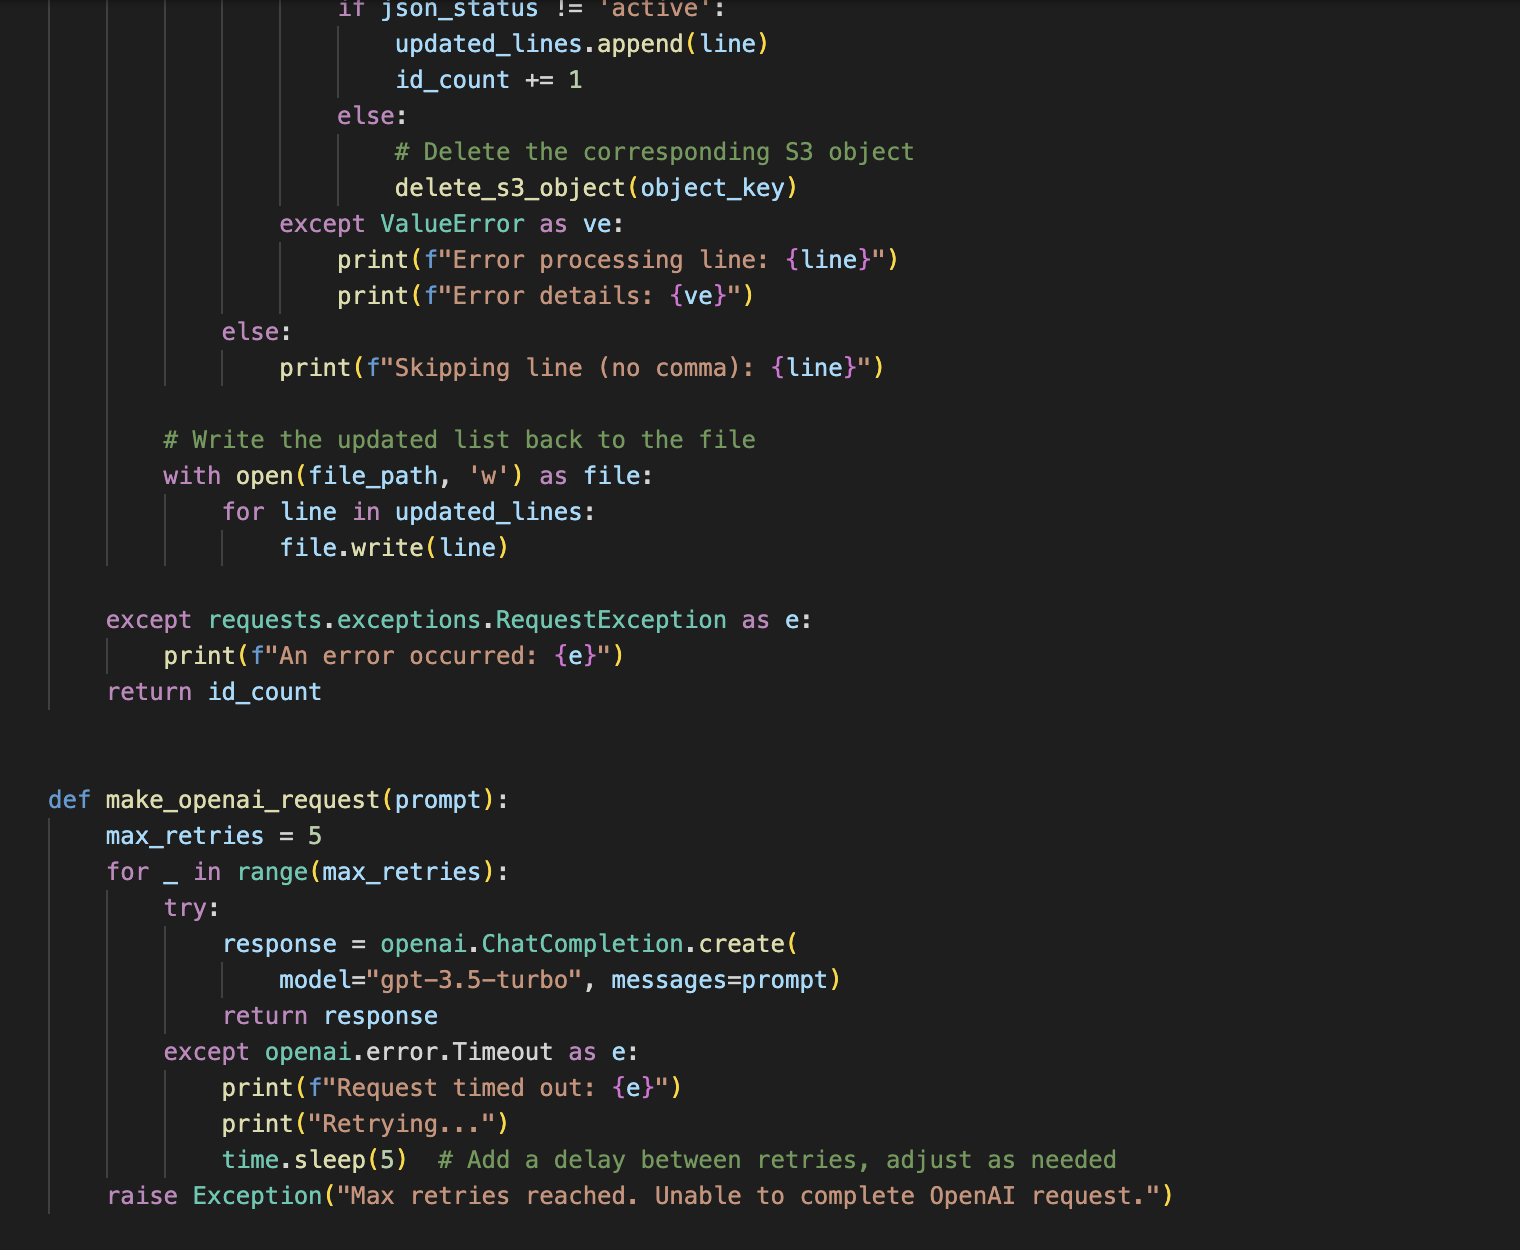 if json_status != 'active':
                        updated_lines.append(line)
                        id_count += 1
                    else:
                        # Delete the corresponding S3 object
                        delete_s3_object(object_key)
                except ValueError as ve:
                    print(f"Error processing line: {line}")
                    print(f"Error details: {ve}")
            else:
                print(f"Skipping line (no comma): {line}")

        # Write the updated list back to the file
        with open(file_path, 'w') as file:
            for line in updated_lines:
                file.write(line)

    except requests.exceptions.RequestException as e:
        print(f"An error occurred: {e}")
    return id_count


def make_openai_request(prompt):
    max_retries = 5
    for _ in range(max_retries):
        try:
            response = openai.ChatCompletion.create(
                model="gpt-3.5-turbo", messages=prompt)
            return response
        except openai.error.Timeout as e:
            print(f"Request timed out: {e}")
            print("Retrying...")
            time.sleep(5)  # Add a delay between retries, adjust as needed
    raise Exception("Max retries reached. Unable to complete OpenAI request.")